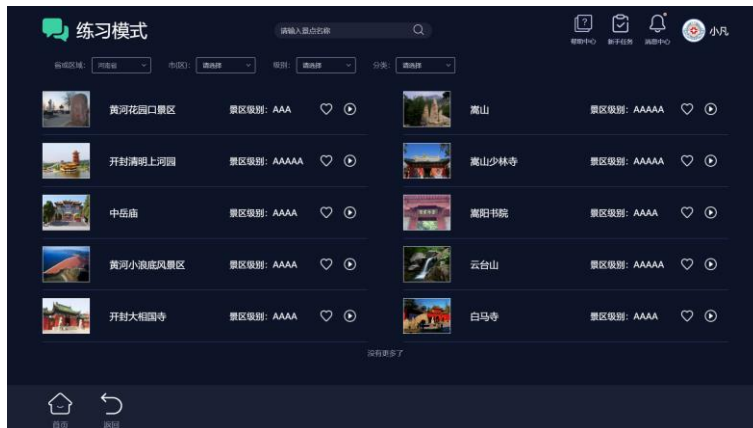 练习模式
请输入景点名称
帮助中心 新手任务 消息中心 小凡
省或区域： 河南省 市(区)： 请选择 级别： 请选择 分类： 请选择
黄河花园口景区 景区级别：AAA 嵩山 景区级别：AAAAA
开封清明上河园 景区级别：AAAAA 嵩山少林寺 景区级别：AAAAA
中岳庙 景区级别：AAAA 嵩阳书院 景区级别：AAAA
黄河小浪底风景区 景区级别：AAAA 云台山 景区级别：AAAAA
开封大相国寺 景区级别：AAAA 白马寺 景区级别：AAAA
没有更多了
首页 返回